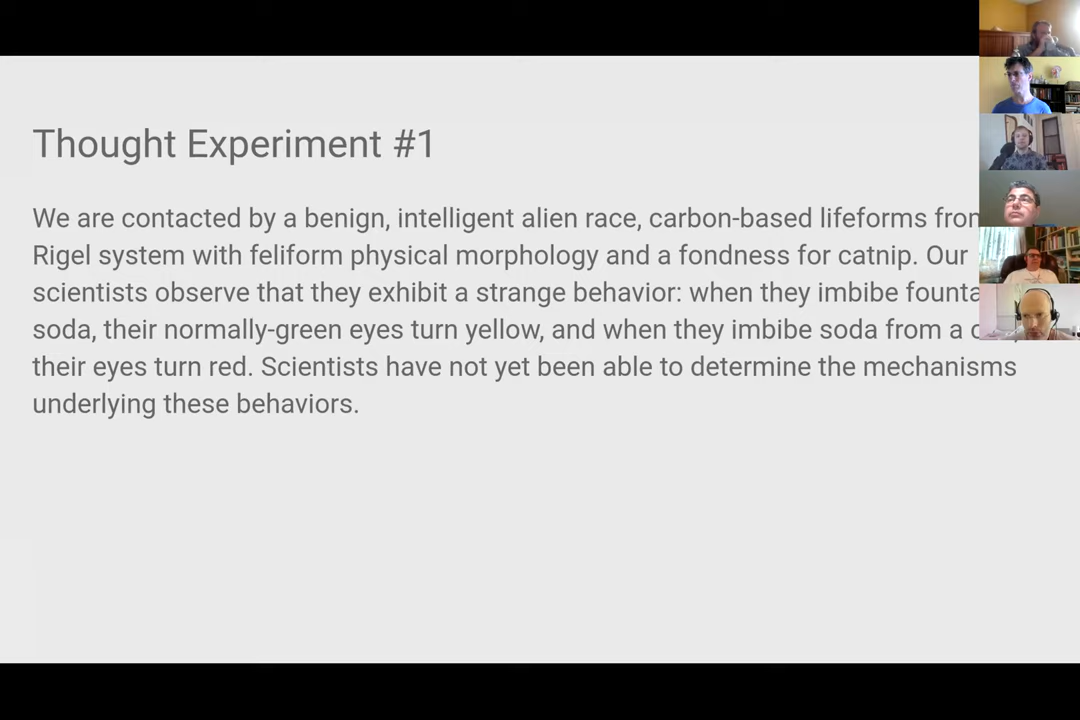 Thought Experiment #1
We are contacted by a benign, intelligent alien race, carbon-based lifeforms
Rigel system with feliform physical morphology and a fondness for catnip. Our
scientists observe that they exhibit a strange behavior: when they imbibe
soda, their normally-green eyes turn yellow, and when they imbibe soda from a
their eyes turn red. Scientists have not yet been able to determine the mechanisms
underlying these behaviors.